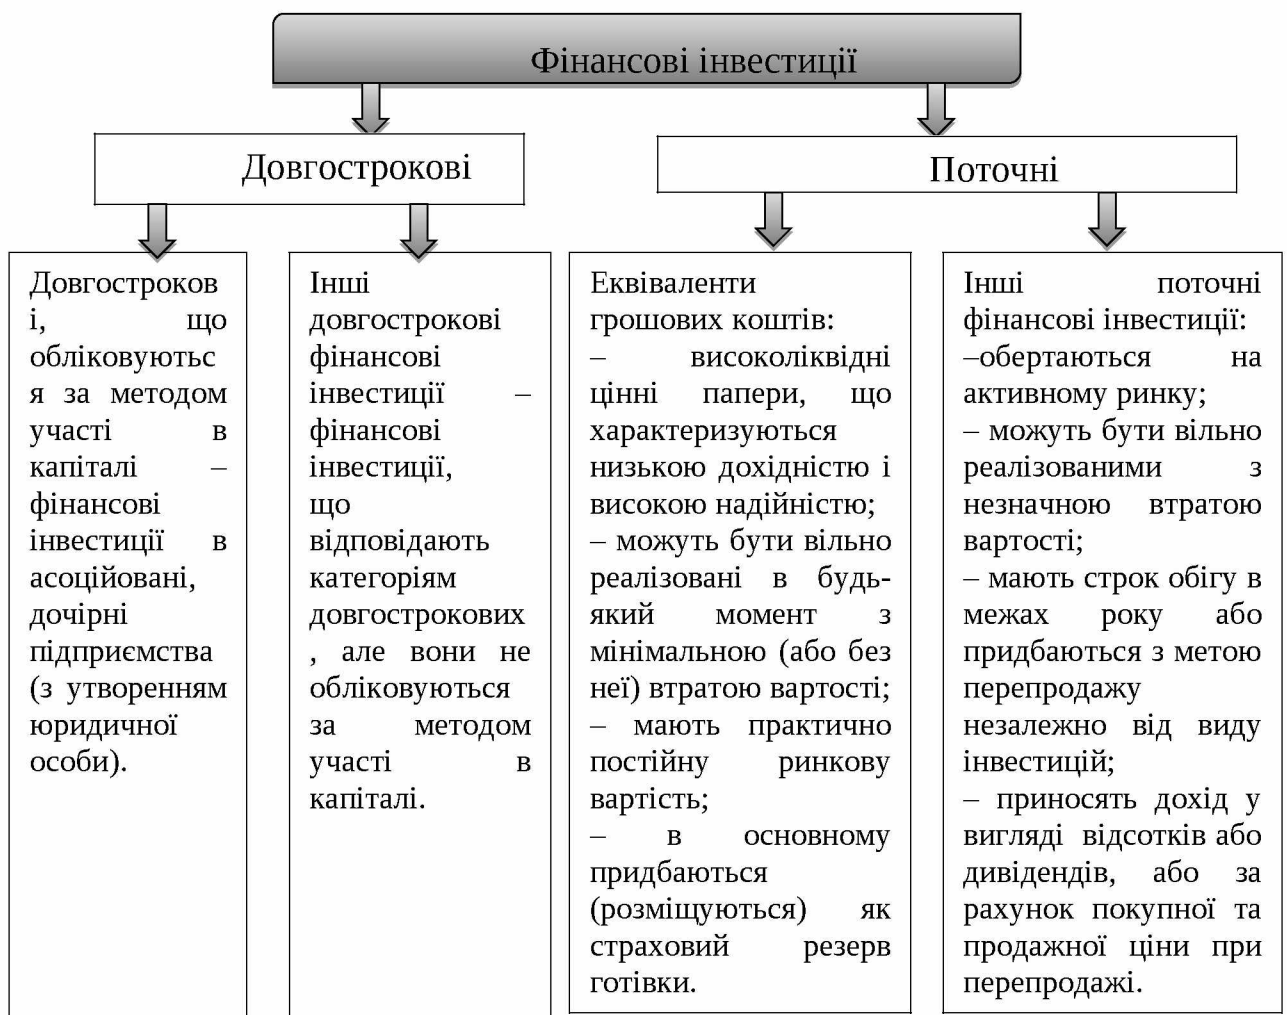 Фінансові інвестиції
Довгострокові
Поточні
Довгостроков
і, що
обліковуютьс
я за методом
участі в
капіталі –
фінансові
інвестиції в
асоційовані,
дочірні
підприємства
(з утворенням
юридичної
особи).
Інші
довгострокові
фінансові
інвестиції –
фінансові
інвестиції,
що
відповідають
категоріям
довгострокових
, але вони не
обліковуються
за методом
участі в
капіталі.
Еквіваленти
грошових коштів:
– високоліквідні
цінні папери, що
характеризуються
низькою дохідністю і
високою надійністю;
– можуть бути вільно
реалізовані в будь-
який момент з
мінімальною (або без
неї) втратою вартості;
– мають практично
постійну ринкову
вартість;
– в основному
придбаються
(розміщуються) як
страховий резерв
готівки.
Інші поточні
фінансові інвестиції:
–обертаються на
активному ринку;
– можуть бути вільно
реалізованими з
незначною втратою
вартості;
– мають строк обігу в
межах року або
придбаються з метою
перепродажу
незалежно від виду
інвестицій;
– приносять дохід у
вигляді відсотків або
дивідендів, або за
рахунок покупної та
продажної ціни при
перепродажі.